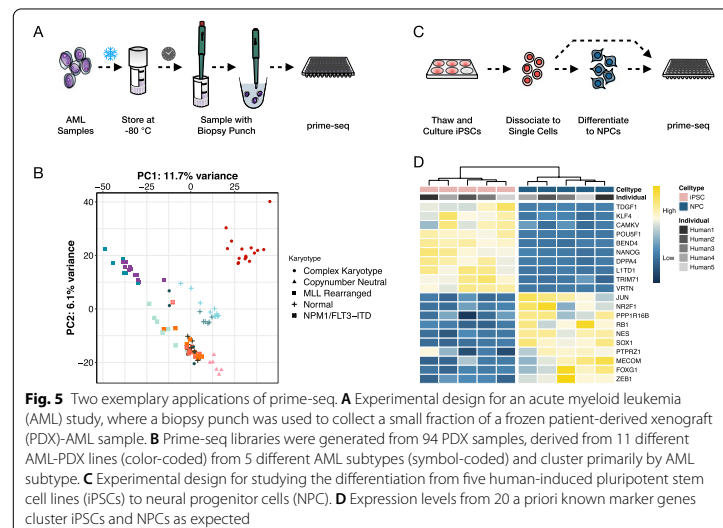 A
AML
Samples
Store at
-80 °C
Sample with
Biopsy Punch
prime-seq
C
Thaw and
Culture iPSCs
Dissociate to
Single Cells
Differentiate
to NPCs
prime-seq
B
PC1: 11.7% variance
−50
−25
0
25
PC2: 6.1% variance
40
20
0
−20
Karyotype
Complex Karyotype
Copynumber Neutral
MLL Rearranged
Normal
NPM1/FLT3−ITD
D
Celltype
Individual
TDGF1
KLF4
CAMKV
POU5F1
BEND4
NANOG
DPPA4
L1TD1
TRIM71
VRTN
JUN
NR2F1
PPP1R16B
RB1
NES
SOX1
PTPRZ1
MECOM
FOXG1
ZEB1
High
Low
Celltype
iPSC
NPC
Individual
Human1
Human2
Human3
Human4
Human5
Fig. 5 Two exemplary applications of prime-seq. A Experimental design for an acute myeloid leukemia
(AML) study, where a biopsy punch was used to collect a small fraction of a frozen patient-derived xenograft
(PDX)-AML sample. B Prime-seq libraries were generated from 94 PDX samples, derived from 11 different
AML-PDX lines (color-coded) from 5 different AML subtypes (symbol-coded) and cluster primarily by AML
subtype. C Experimental design for studying the differentiation from five human-induced pluripotent stem
cell lines (iPSCs) to neural progenitor cells (NPC). D Expression levels from 20 a priori known marker genes
cluster iPSCs and NPCs as expected